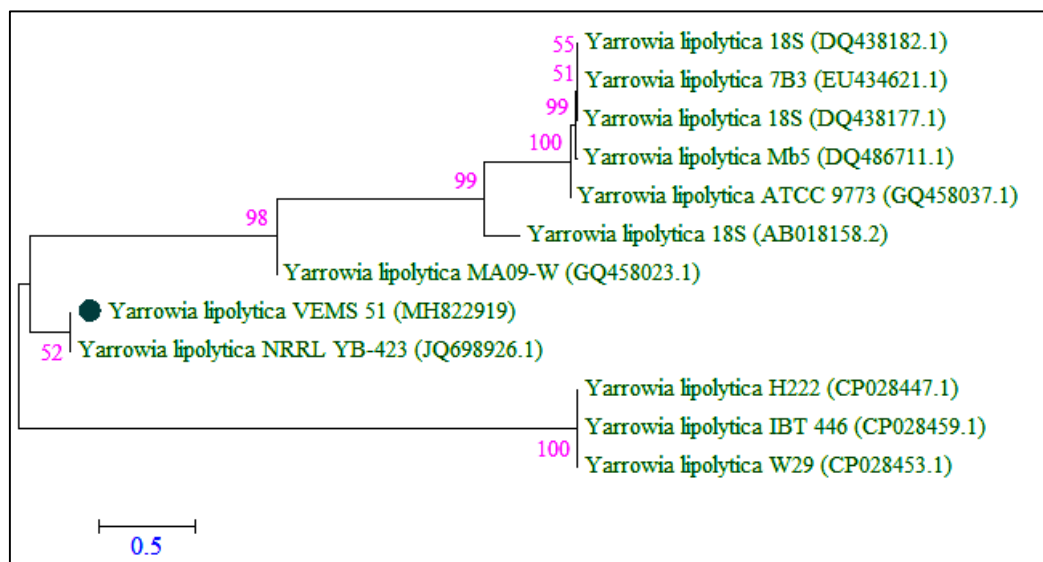 55
Yarrowia lipolytica 18S (DQ438182.1)
51
Yarrowia lipolytica 7B3 (EU434621.1)
99
Yarrowia lipolytica 18S (DQ438177.1)
100
Yarrowia lipolytica Mb5 (DQ486711.1)
99
Yarrowia lipolytica ATCC 9773 (GQ458037.1)
98
Yarrowia lipolytica 18S (AB018158.2)
Yarrowia lipolytica MA09-W (GQ458023.1)
Yarrowia lipolytica VEMS 51 (MH822919)
52
Yarrowia lipolytica NRRL YB-423 (JQ698926.1)
Yarrowia lipolytica H222 (CP028447.1)
Yarrowia lipolytica IBT 446 (CP028459.1)
100
Yarrowia lipolytica W29 (CP028453.1)
0.5